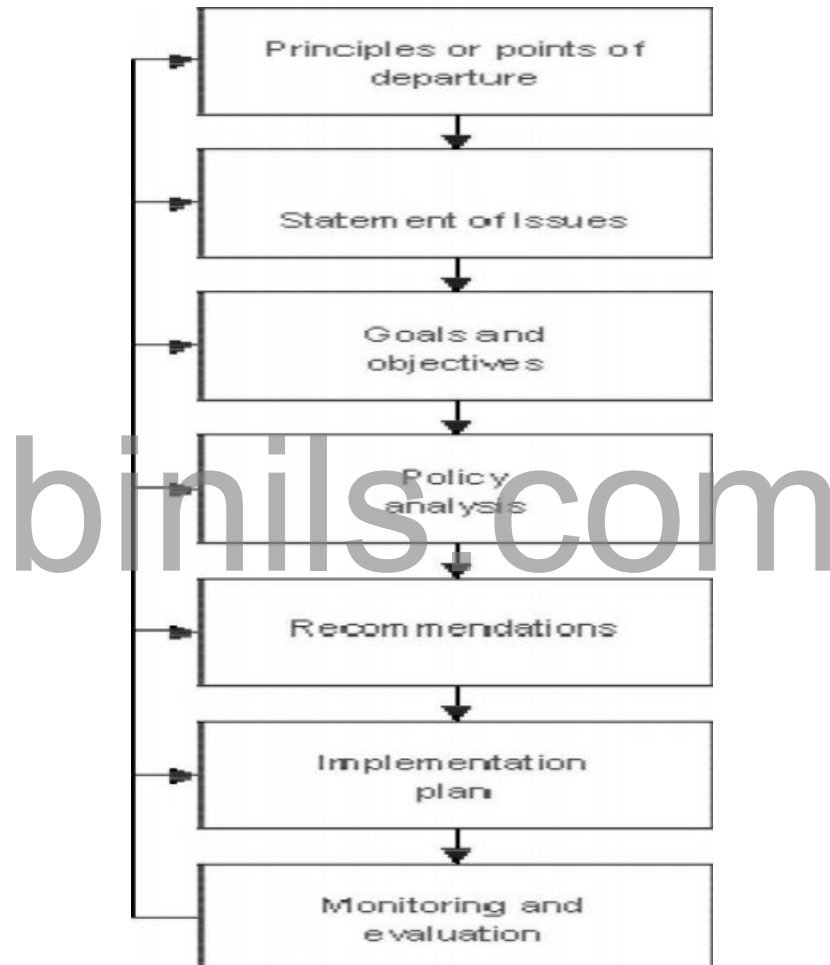 Principles or points of
departure
Statement of Issues
Goals and
objectives
Policy
analysis
binils.com
Recommendations
Implementation
plan
Monitoring and
evaluation